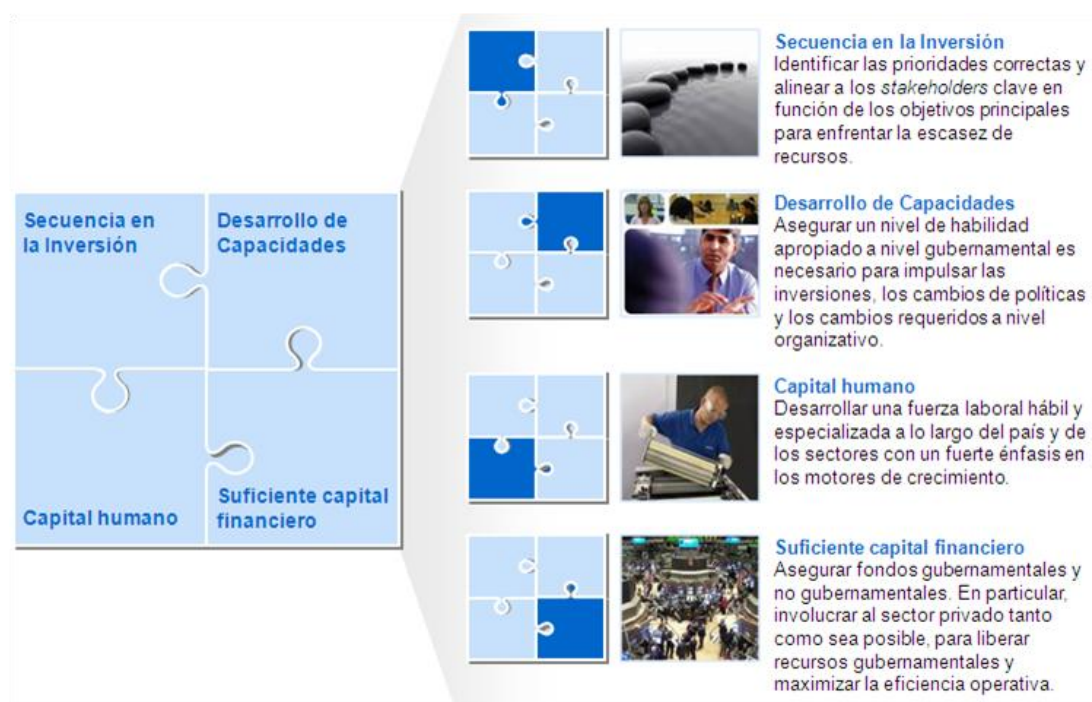 Secuencia en
la Inversión
Desarrollo de
Capacidades
Capital humano
Suficiente capital
financiero
Secuencia en la Inversión
Identificar las prioridades correctas y
alinear a los stakeholders clave en
función de los objetivos principales
para enfrentar la escasez de
recursos.
Desarrollo de Capacidades
Asegurar un nivel de habilidad
apropiado a nivel gubernamental es
necesario para impulsar las
inversiones, los cambios de políticas
y los cambios requeridos a nivel
organizativo.
Capital humano
Desarrollar una fuerza laboral hábil y
especializada a lo largo del país y de
los sectores con un fuerte énfasis en
los motores de crecimiento.
Suficiente capital financiero
Asegurar fondos gubernamentales y
no gubernamentales. En particular,
involucrar al sector privado tanto
como sea posible, para liberar
recursos gubernamentales y
maximizar la eficiencia operativa.